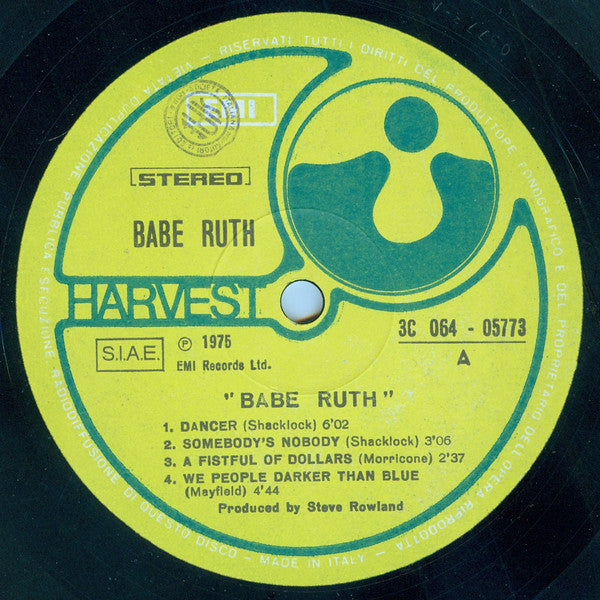 EMI
[STEREO]
BABE RUTH
HARVEST
3C 064 - 05773
S.I.A.E.
Ⓟ 1975
A
EMI Records Ltd.
"BABE RUTH"
1. DANCER (Shacklock) 6'02
2. SOMEBODY'S NOBODY (Shacklock) 3'06
3. A FISTFUL OF DOLLARS (Morricone) 2'37
4. WE PEOPLE DARKER THAN BLUE
(Mayfield) 4'44
Produced by Steve Rowland
RISERVATI TUTTI I DIRITTI DEL PRODUTTORE FONOGRAFICO E DEL PROPRIETARIO DELL'OPERA RIPRODOTTA
- MADE IN ITALY -
VIETATA DUPLICAZIONE PUBBLICA ESECUZIONE RADIODIFFUSIONE DI QUESTO DISCO